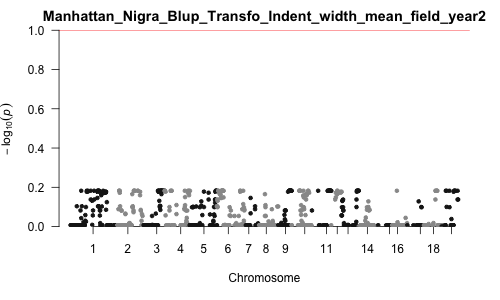 Manhattan_Nigra_Blup_Transfo_Indent_width_mean_field_year2
1.0
0.8
0.6
0.4
0.2
0.0
− log10(p)
1 2 3 4 5 6 7 8 9 11 14 16 18
Chromosome